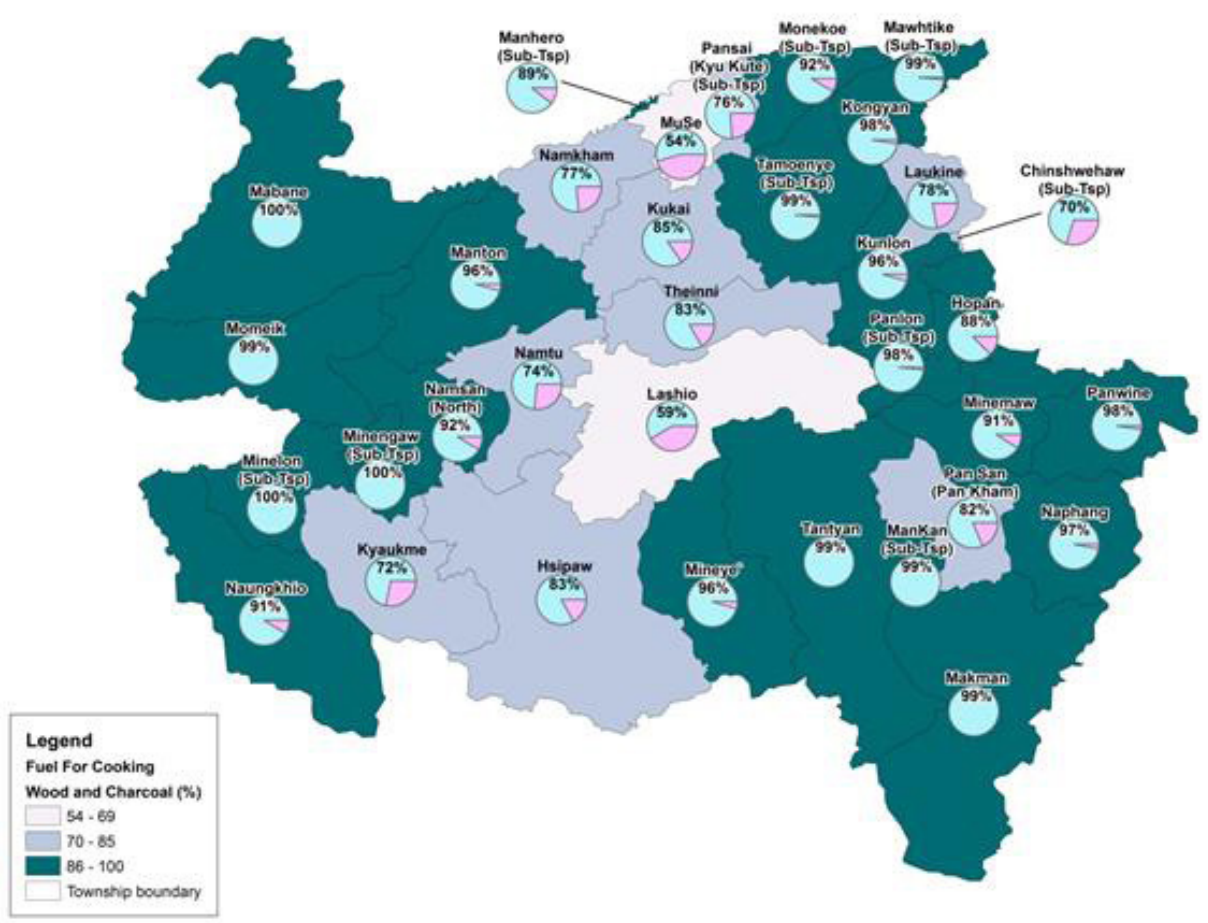 Manhero
(Sub-Tsp)
89%
Pansai
(Kyu Kute)
(Sub-Tsp)
76%
Monekoe
(Sub-Tsp)
92%
Mawhtike
(Sub-Tsp)
99%
Kongyan
98%
MuSe
54%
Namkham
77%
Tamoenye
(Sub-Tsp)
99%
Laukine
78%
Chinshwehaw
(Sub-Tsp)
70%
Mabane
100%
Kukai
85%
Manton
96%
Kunlon
96%
Theinni
83%
Hopan
88%
Panlon
(Sub-Tsp)
98%
Momeik
99%
Namtu
74%
Namsan
(North)
92%
Lashio
59%
Minemaw
91%
Panwine
98%
Minengaw
(Sub-Tsp)
100%
Minelon
(Sub-Tsp)
100%
Pan San
(Pan Kham)
82%
Naphang
97%
Tantyan
99%
ManKan
(Sub-Tsp)
99%
Kyaukme
72%
Hsipaw
83%
Mineye
96%
Naungkhio
91%
Makman
99%
Legend
Fuel For Cooking
Wood and Charcoal (%)
54 - 69
70 - 85
86 - 100
Township boundary